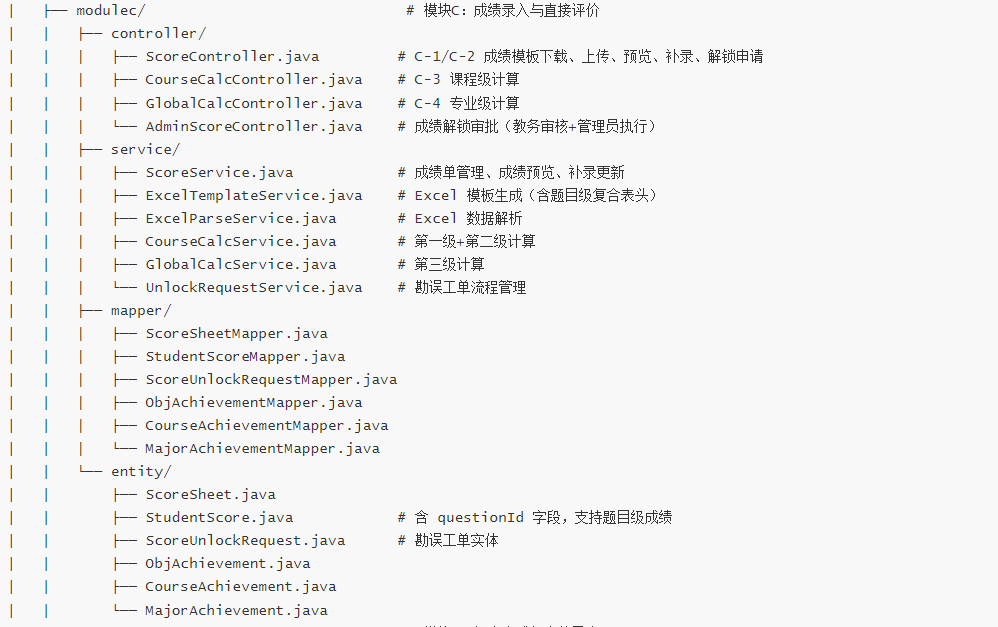 │   ├── modulec/                              # 模块C：成绩录入与直接评价
│   │   ├── controller/
│   │   │   ├── ScoreController.java         # C-1/C-2 成绩模板下载、上传、预览、补录、解锁申请
│   │   │   ├── CourseCalcController.java    # C-3 课程级计算
│   │   │   ├── GlobalCalcController.java    # C-4 专业级计算
│   │   │   └── AdminScoreController.java    # 成绩解锁审批（教务审核+管理员执行）
│   │   ├── service/
│   │   │   ├── ScoreService.java            # 成绩单管理、成绩预览、补录更新
│   │   │   ├── ExcelTemplateService.java    # Excel 模板生成（含题目级复合表头）
│   │   │   ├── ExcelParseService.java       # Excel 数据解析
│   │   │   ├── CourseCalcService.java       # 第一级+第二级计算
│   │   │   ├── GlobalCalcService.java       # 第三级计算
│   │   │   └── UnlockRequestService.java    # 勘误工单流程管理
│   │   ├── mapper/
│   │   │   ├── ScoreSheetMapper.java
│   │   │   ├── StudentScoreMapper.java
│   │   │   ├── ScoreUnlockRequestMapper.java
│   │   │   ├── ObjAchievementMapper.java
│   │   │   ├── CourseAchievementMapper.java
│   │   │   └── MajorAchievementMapper.java
│   │   └── entity/
│   │       ├── ScoreSheet.java
│   │       ├── StudentScore.java            # 含 questionId 字段，支持题目级成绩
│   │       ├── ScoreUnlockRequest.java      # 勘误工单实体
│   │       ├── ObjAchievement.java
│   │       ├── CourseAchievement.java
│   │       └── MajorAchievement.java